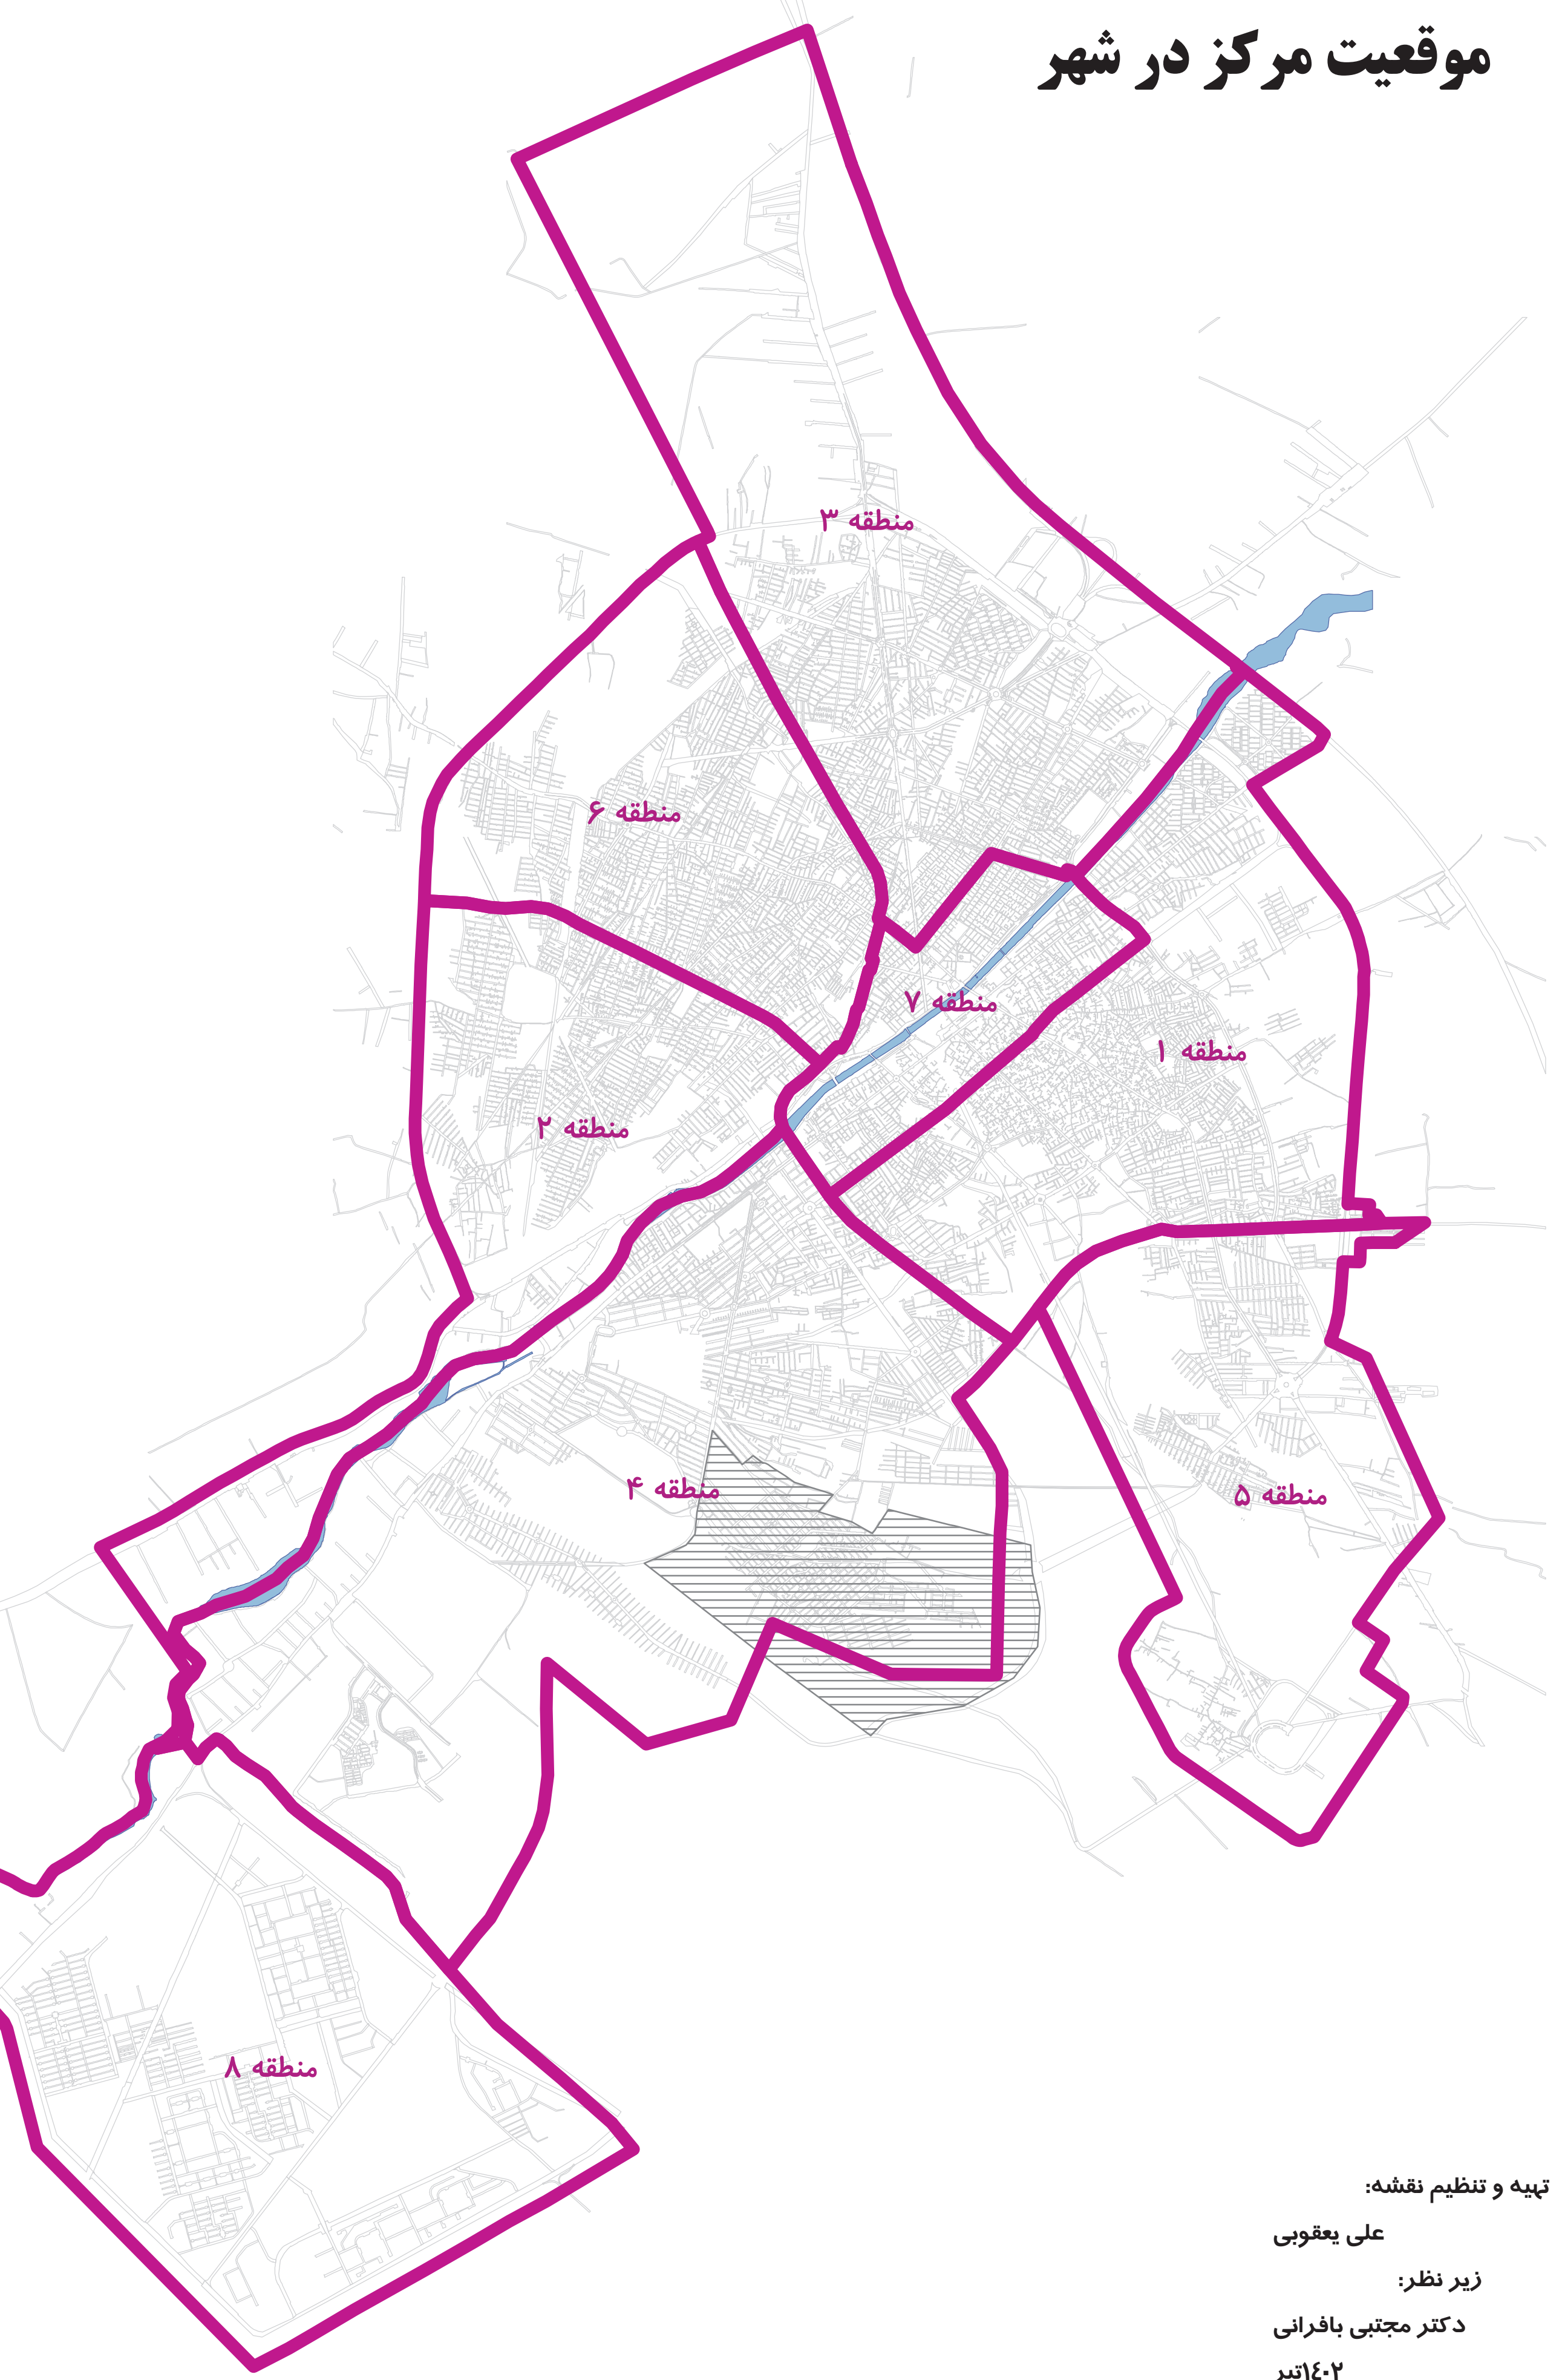 موقعیت مرکز در شهر
منطقه ۳
منطقه ۶
منطقه ۷
منطقه ۱
منطقه ۲
منطقه ۴
منطقه ۵
منطقه ۸
تهیه و تنظیم نقشه:
علی یعقوبی
زیر نظر:
دکتر مجتبی بافرانی
تیر۱٤۰۲